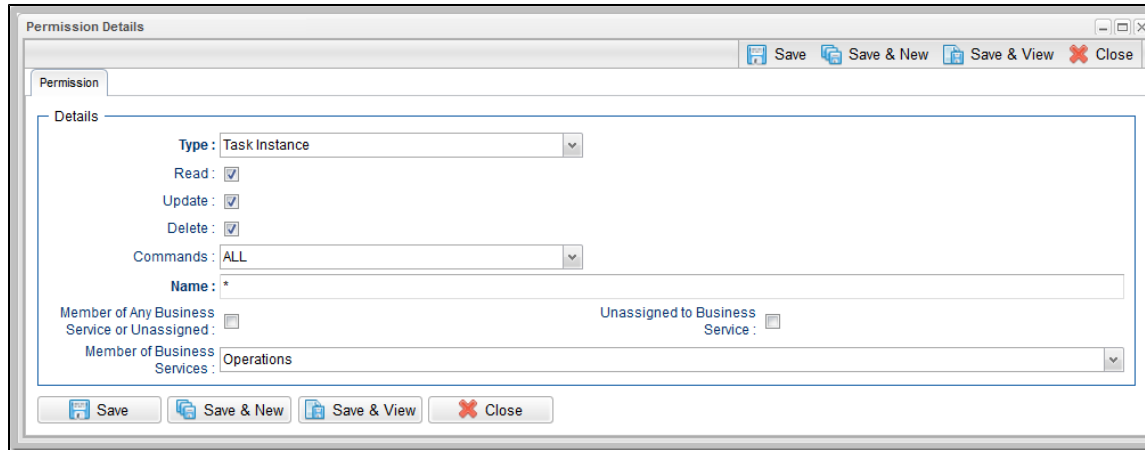 Permission Details
Save Save & New Save & View Close
Permission
Details
Type : Task Instance
Read :
Update :
Delete :
Commands : ALL
Name : *
Member of Any Business
Service or Unassigned :
Unassigned to Business
Service :
Member of Business
Services :
Operations
Save Save & New Save & View Close